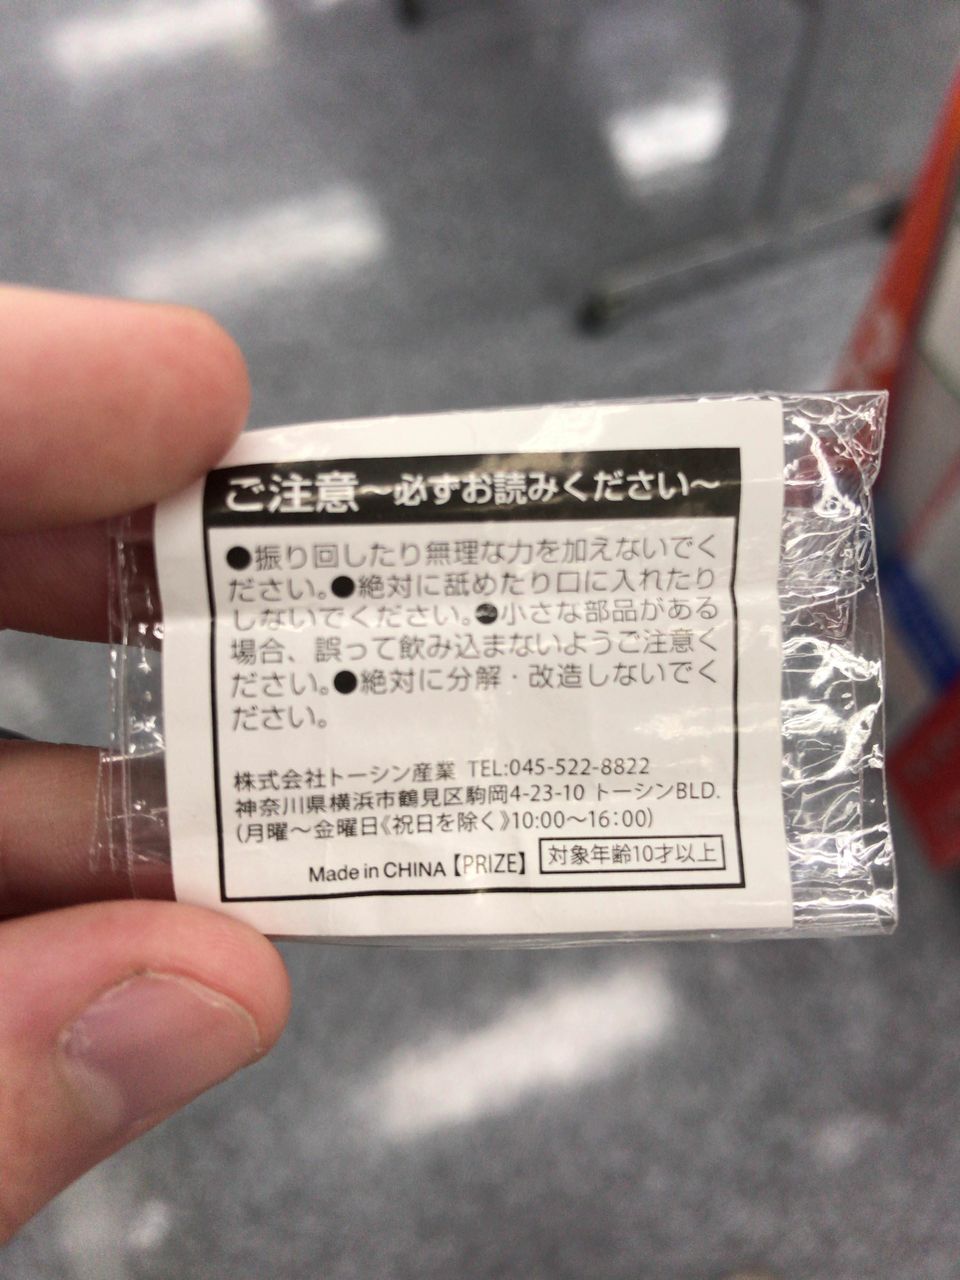 ご注意～必ずお読みください～
●振り回したり無理な力を加えないでく
ださい。●絶対に舐めたり口に入れたり
しないでください。●小さな部品がある
場合、誤って飲み込まないようご注意く
ださい。●絶対に分解・改造しないでく
ださい。
株式会社トーシン産業 TEL:045-522-8822
神奈川県横浜市鶴見区駒岡4-23-10 トーシンBLD.
(月曜～金曜日《祝日を除く》10:00～16:00)
Made in CHINA【PRIZE】 対象年齢10才以上